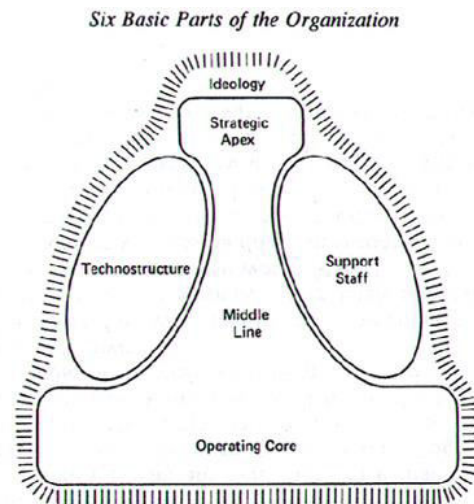 Six Basic Parts of the Organization
Ideology
Strategic
Apex
Technostructure
Support
Staff
Middle
Line
Operating Core